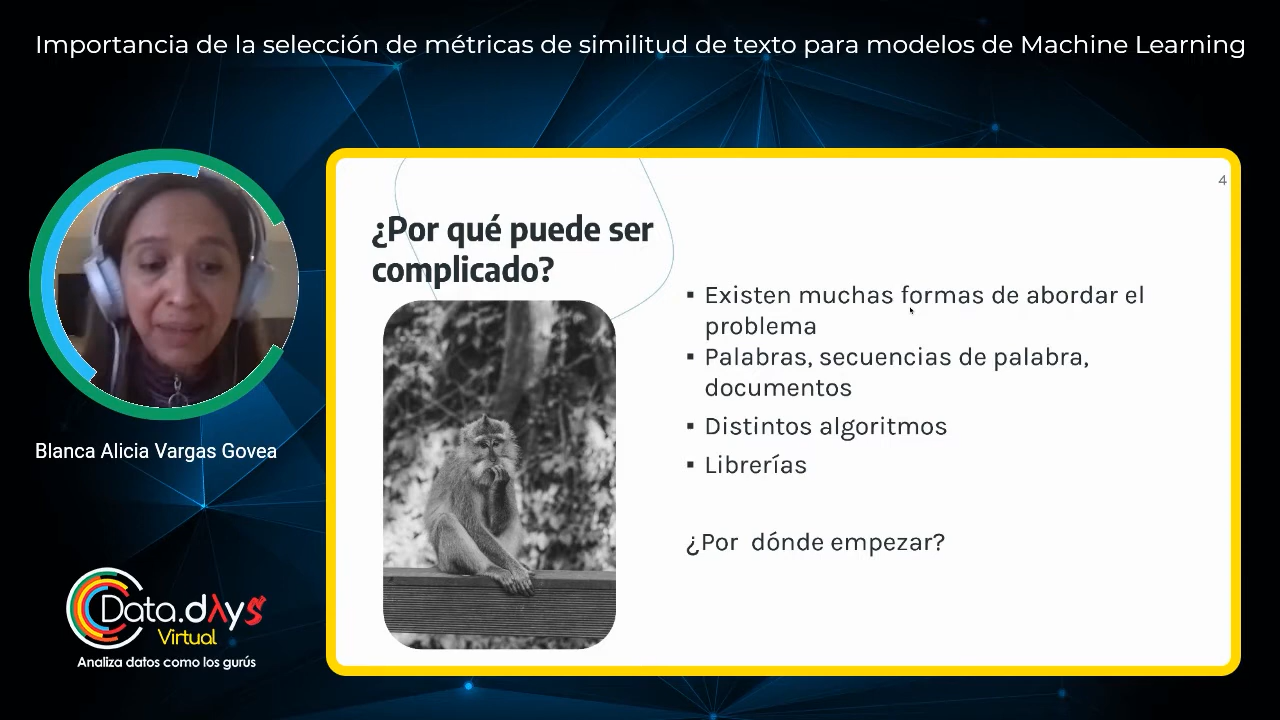 Importancia de la selección de métricas de similitud de texto para modelos de Machine Learning
4
¿Por qué puede ser
complicado?
▪ Existen muchas formas de abordar el
problema
▪ Palabras, secuencias de palabra,
documentos
▪ Distintos algoritmos
▪ Librerías
¿Por dónde empezar?
Blanca Alicia Vargas Govea
Data.dAys
Virtual
Analiza datos como los gurús